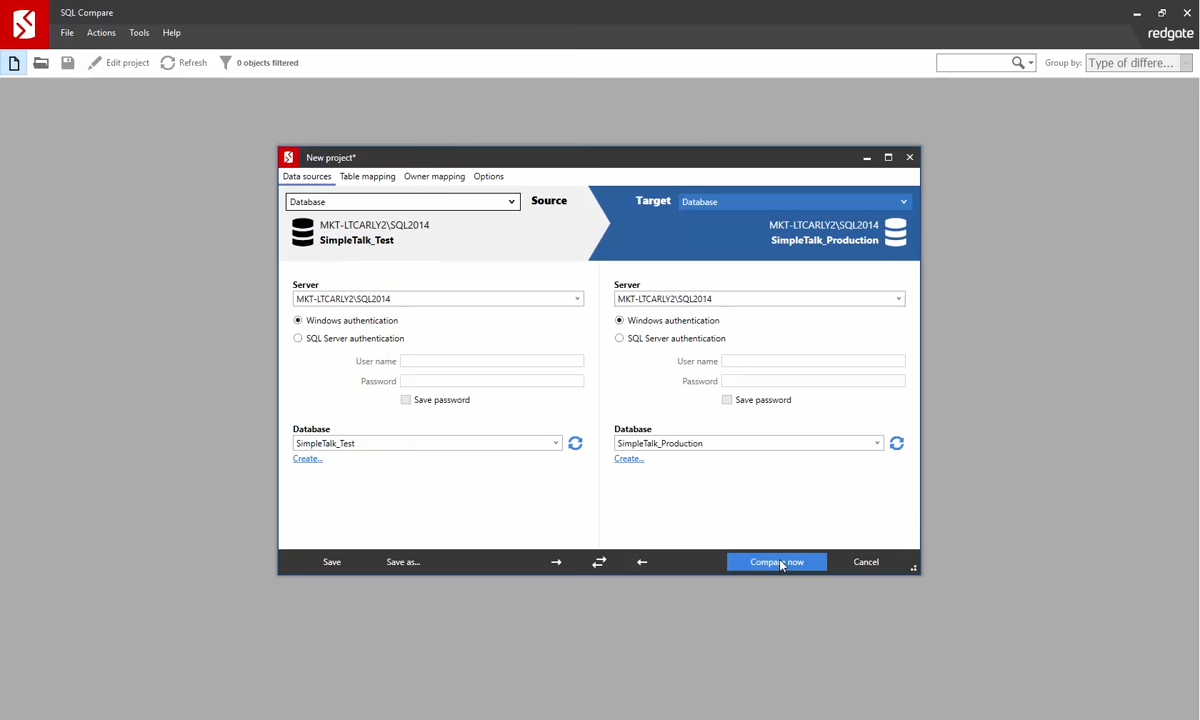 SQL Compare
File Actions Tools Help
redgate
Edit project Refresh 0 objects filtered Group by: Type of differe...
New project*
Data sources Table mapping Owner mapping Options
Database Source Target Database
MKT-LTCARLY2\SQL2014 MKT-LTCARLY2\SQL2014
SimpleTalk_Test SimpleTalk_Production
Server Server
MKT-LTCARLY2\SQL2014 MKT-LTCARLY2\SQL2014
Windows authentication Windows authentication
SQL Server authentication SQL Server authentication
User name User name
Password Password
Save password Save password
Database Database
SimpleTalk_Test SimpleTalk_Production
Create... Create...
Save Save as... Compare now Cancel